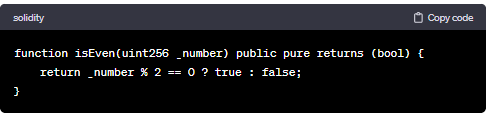 solidity
Copy code
function isEven(uint256 _number) public pure returns (bool) {
    return _number % 2 == 0 ? true : false;
}